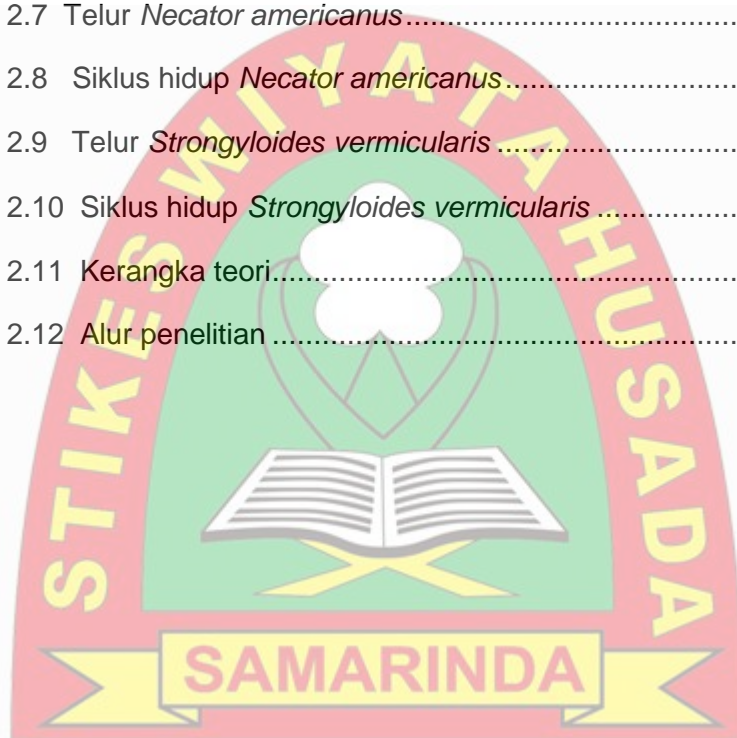 2.7 Telur Necator americanus................................................
2.8 Siklus hidup Necator americanus................................
2.9 Telur Strongyloides vermicularis................................
2.10 Siklus hidup Strongyloides vermicularis..................
2.11 Kerangka teori............................................................
2.12 Alur penelitian............................................................
STIKES WIYATA HUSADA
SAMARINDA